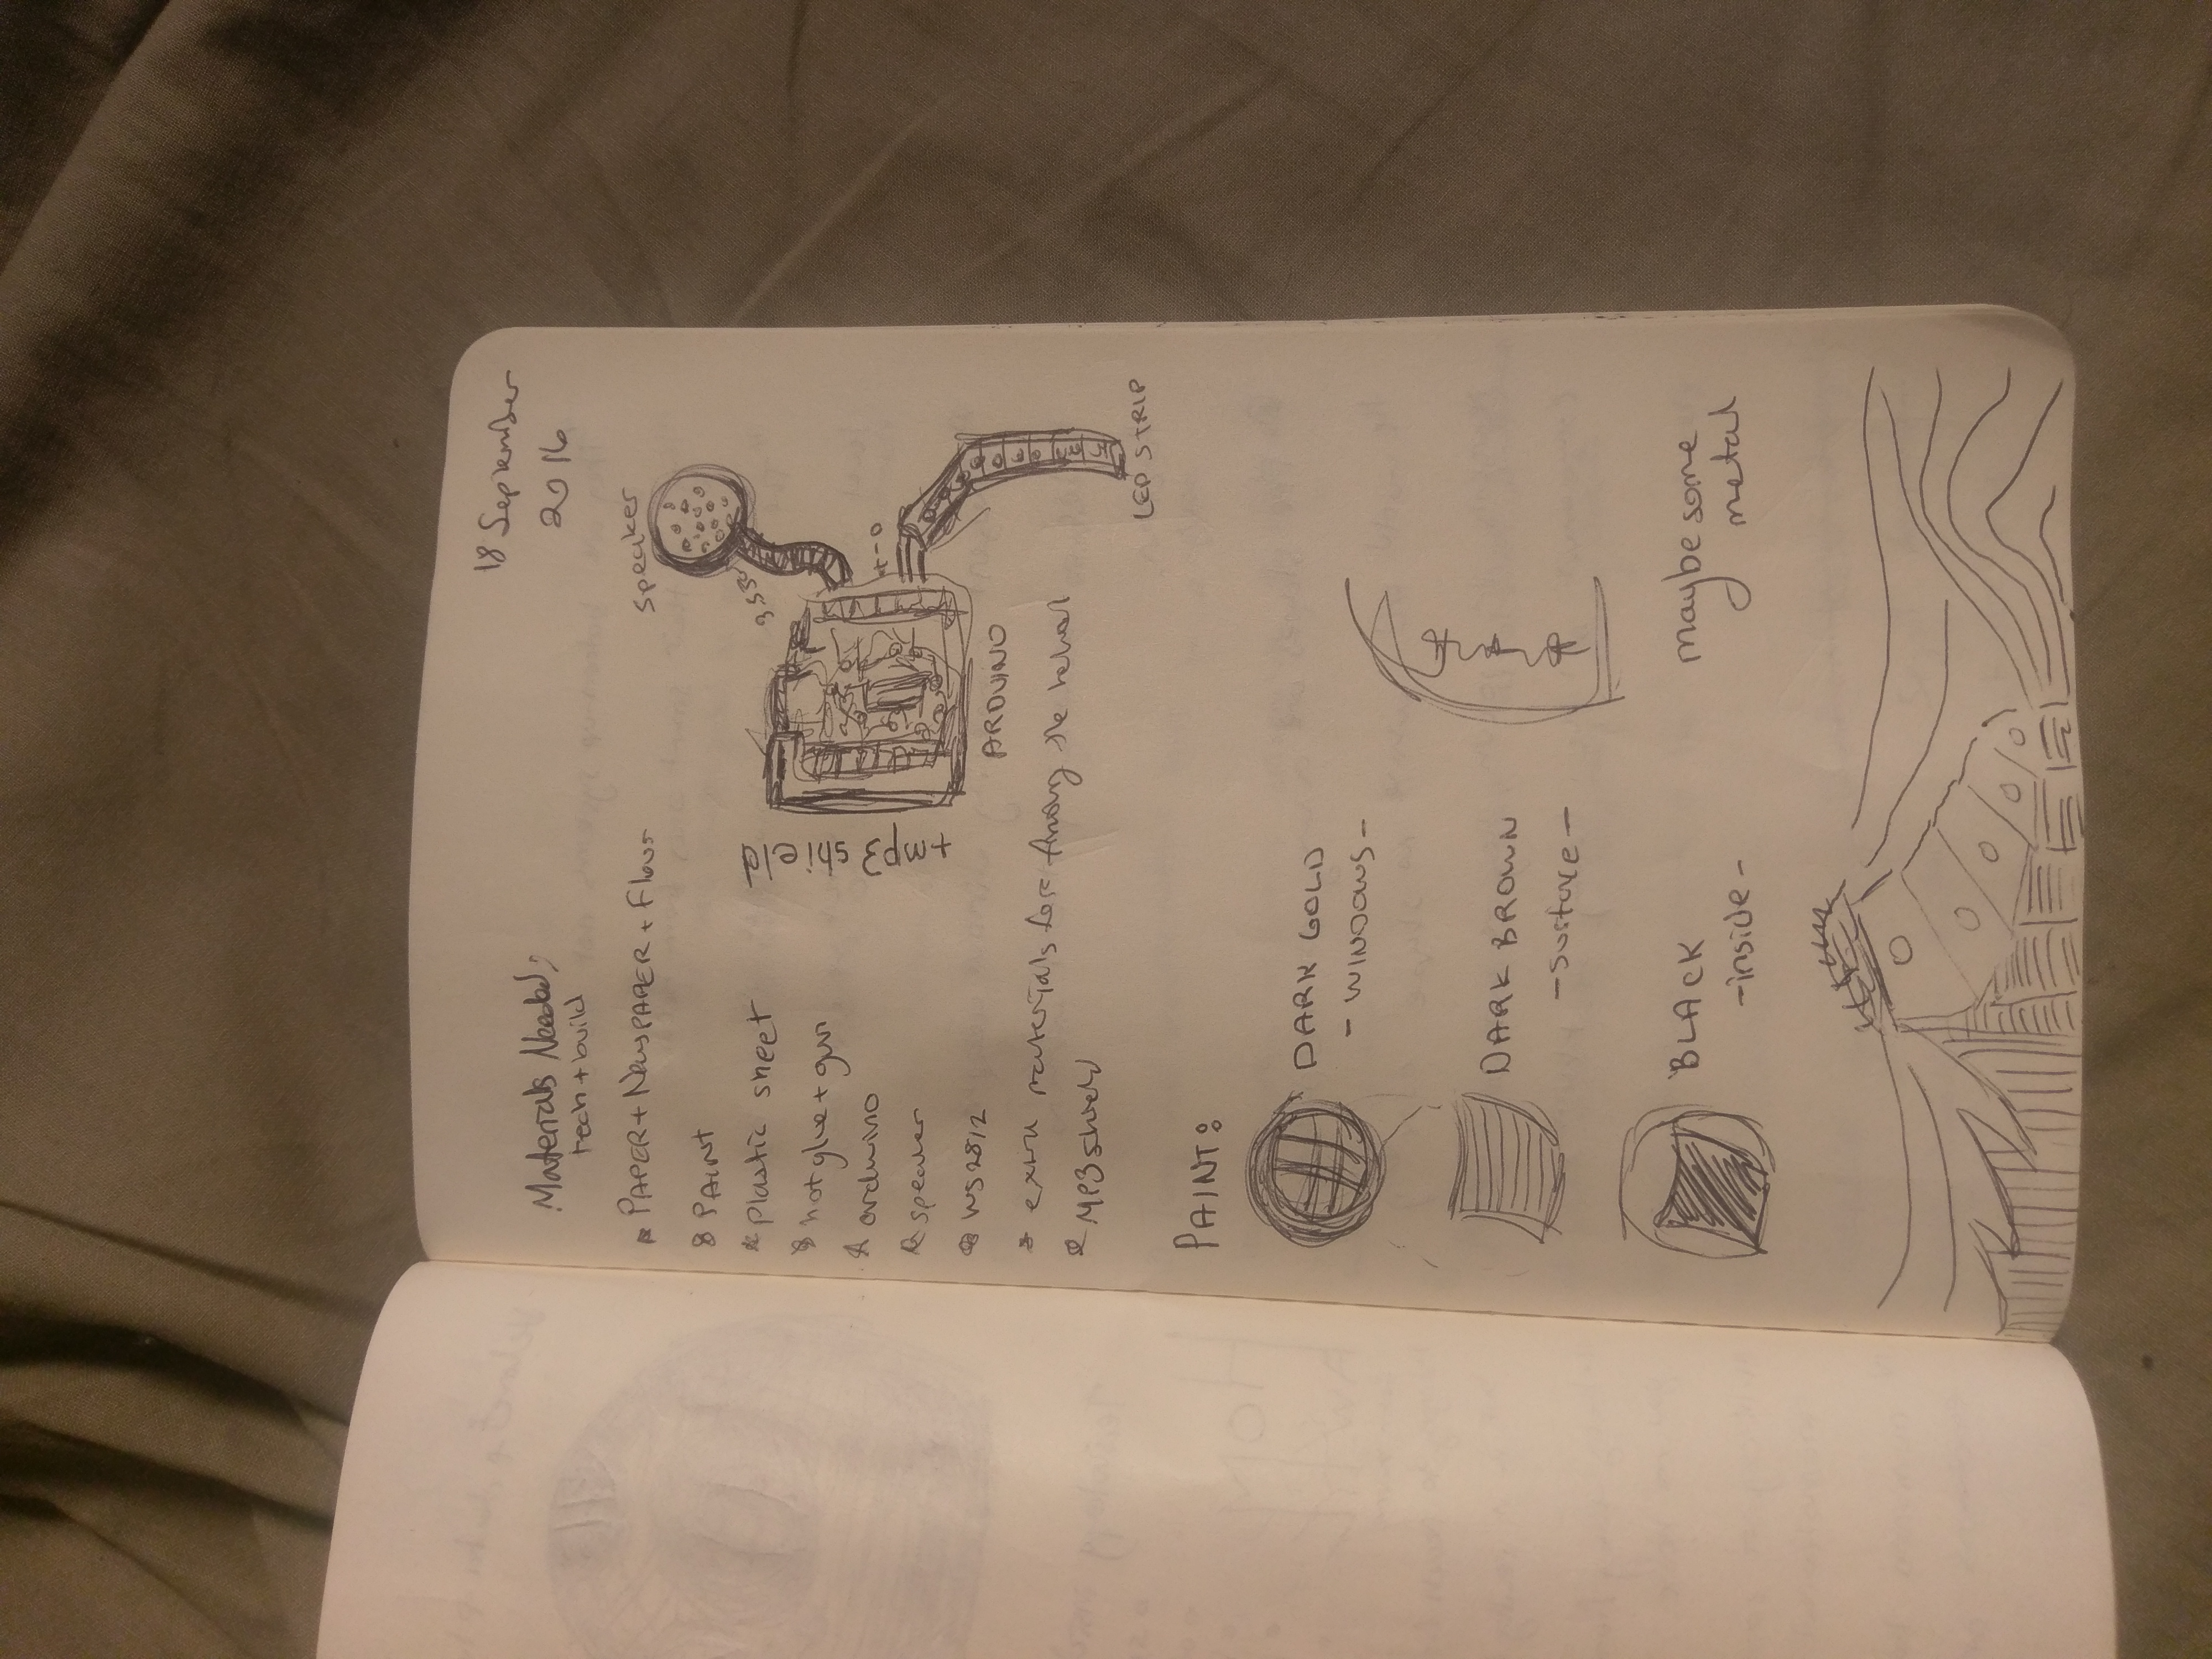 18 September
2016
Materials Needed,
tech + build
PAPER + NEWSPAPER + Flour
PAINT
Plastic sheet
hot glue + gun
arduino
speaker
WS2812
extra materials for finding the
MP3 shield
speaker
3.5
+ - 0
LED STRIP
ARDUINO
+ mp3 shield
PAINT:
DARK GOLD
- WINDOWS -
DARK BROWN
- surface -
BLACK
- inside -
maybe some
metal